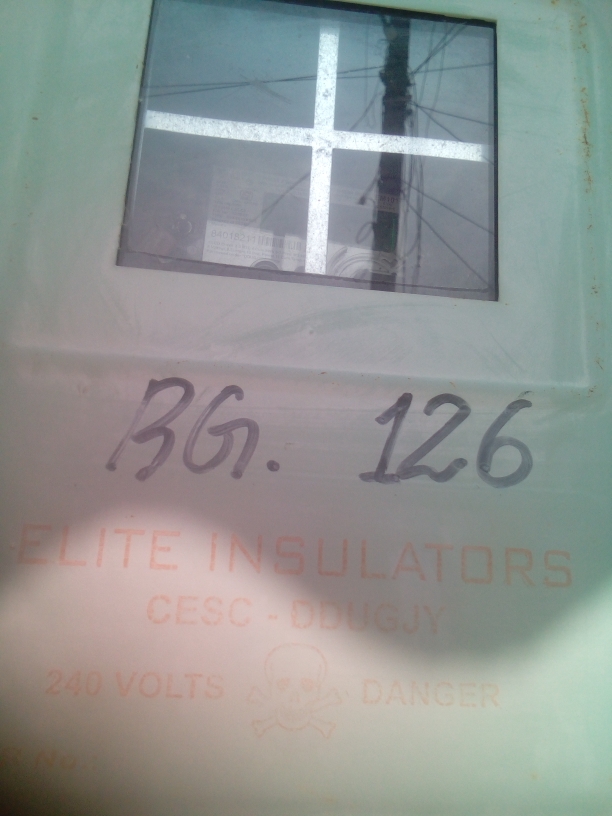 BG. 126
ELITE INSULATORS
CESC - DDUGJY
240 VOLTS DANGER